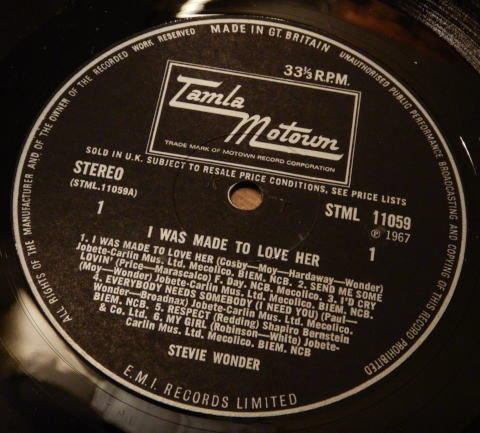 ALL RIGHTS OF THE MANUFACTURER AND OF THE OWNER OF THE RECORDED WORK RESERVED
MADE IN GT. BRITAIN
UNAUTHORISED PUBLIC PERFORMANCE BROADCASTING AND COPYING OF THIS RECORD PROHIBITED
33⅓ R.P.M.
Tamla
Motown
TRADE MARK OF MOTOWN RECORD CORPORATION
SOLD IN U.K. SUBJECT TO RESALE PRICE CONDITIONS, SEE PRICE LISTS
STEREO
(STML.11059A)
1
STML 11059
Ⓟ 1967
1
I WAS MADE TO LOVE HER
1. I WAS MADE TO LOVE HER (Cosby—Moy—Hardaway—Wonder)
Jobete-Carlin Mus. Ltd. Mecolico. BIEM. NCB. 2. SEND ME SOME
LOVIN' (Price—Marascalco) F. Day. NCB. Mecolico. 3. I'D CRY
(Moy—Wonder) Jobete-Carlin Mus. Ltd. Mecolico. BIEM. NCB.
4. EVERYBODY NEEDS SOMEBODY (I NEED YOU) (Paul—
Wonder—Broadnax) Jobete-Carlin Mus. Ltd. Mecolico.
BIEM. NCB. 5. RESPECT (Redding) Shapiro Bernstein
& Co. Ltd. 6. MY GIRL (Robinson—White) Jobete-
Carlin Mus. Ltd. Mecolico. BIEM. NCB
STEVIE WONDER
E.M.I. RECORDS LIMITED